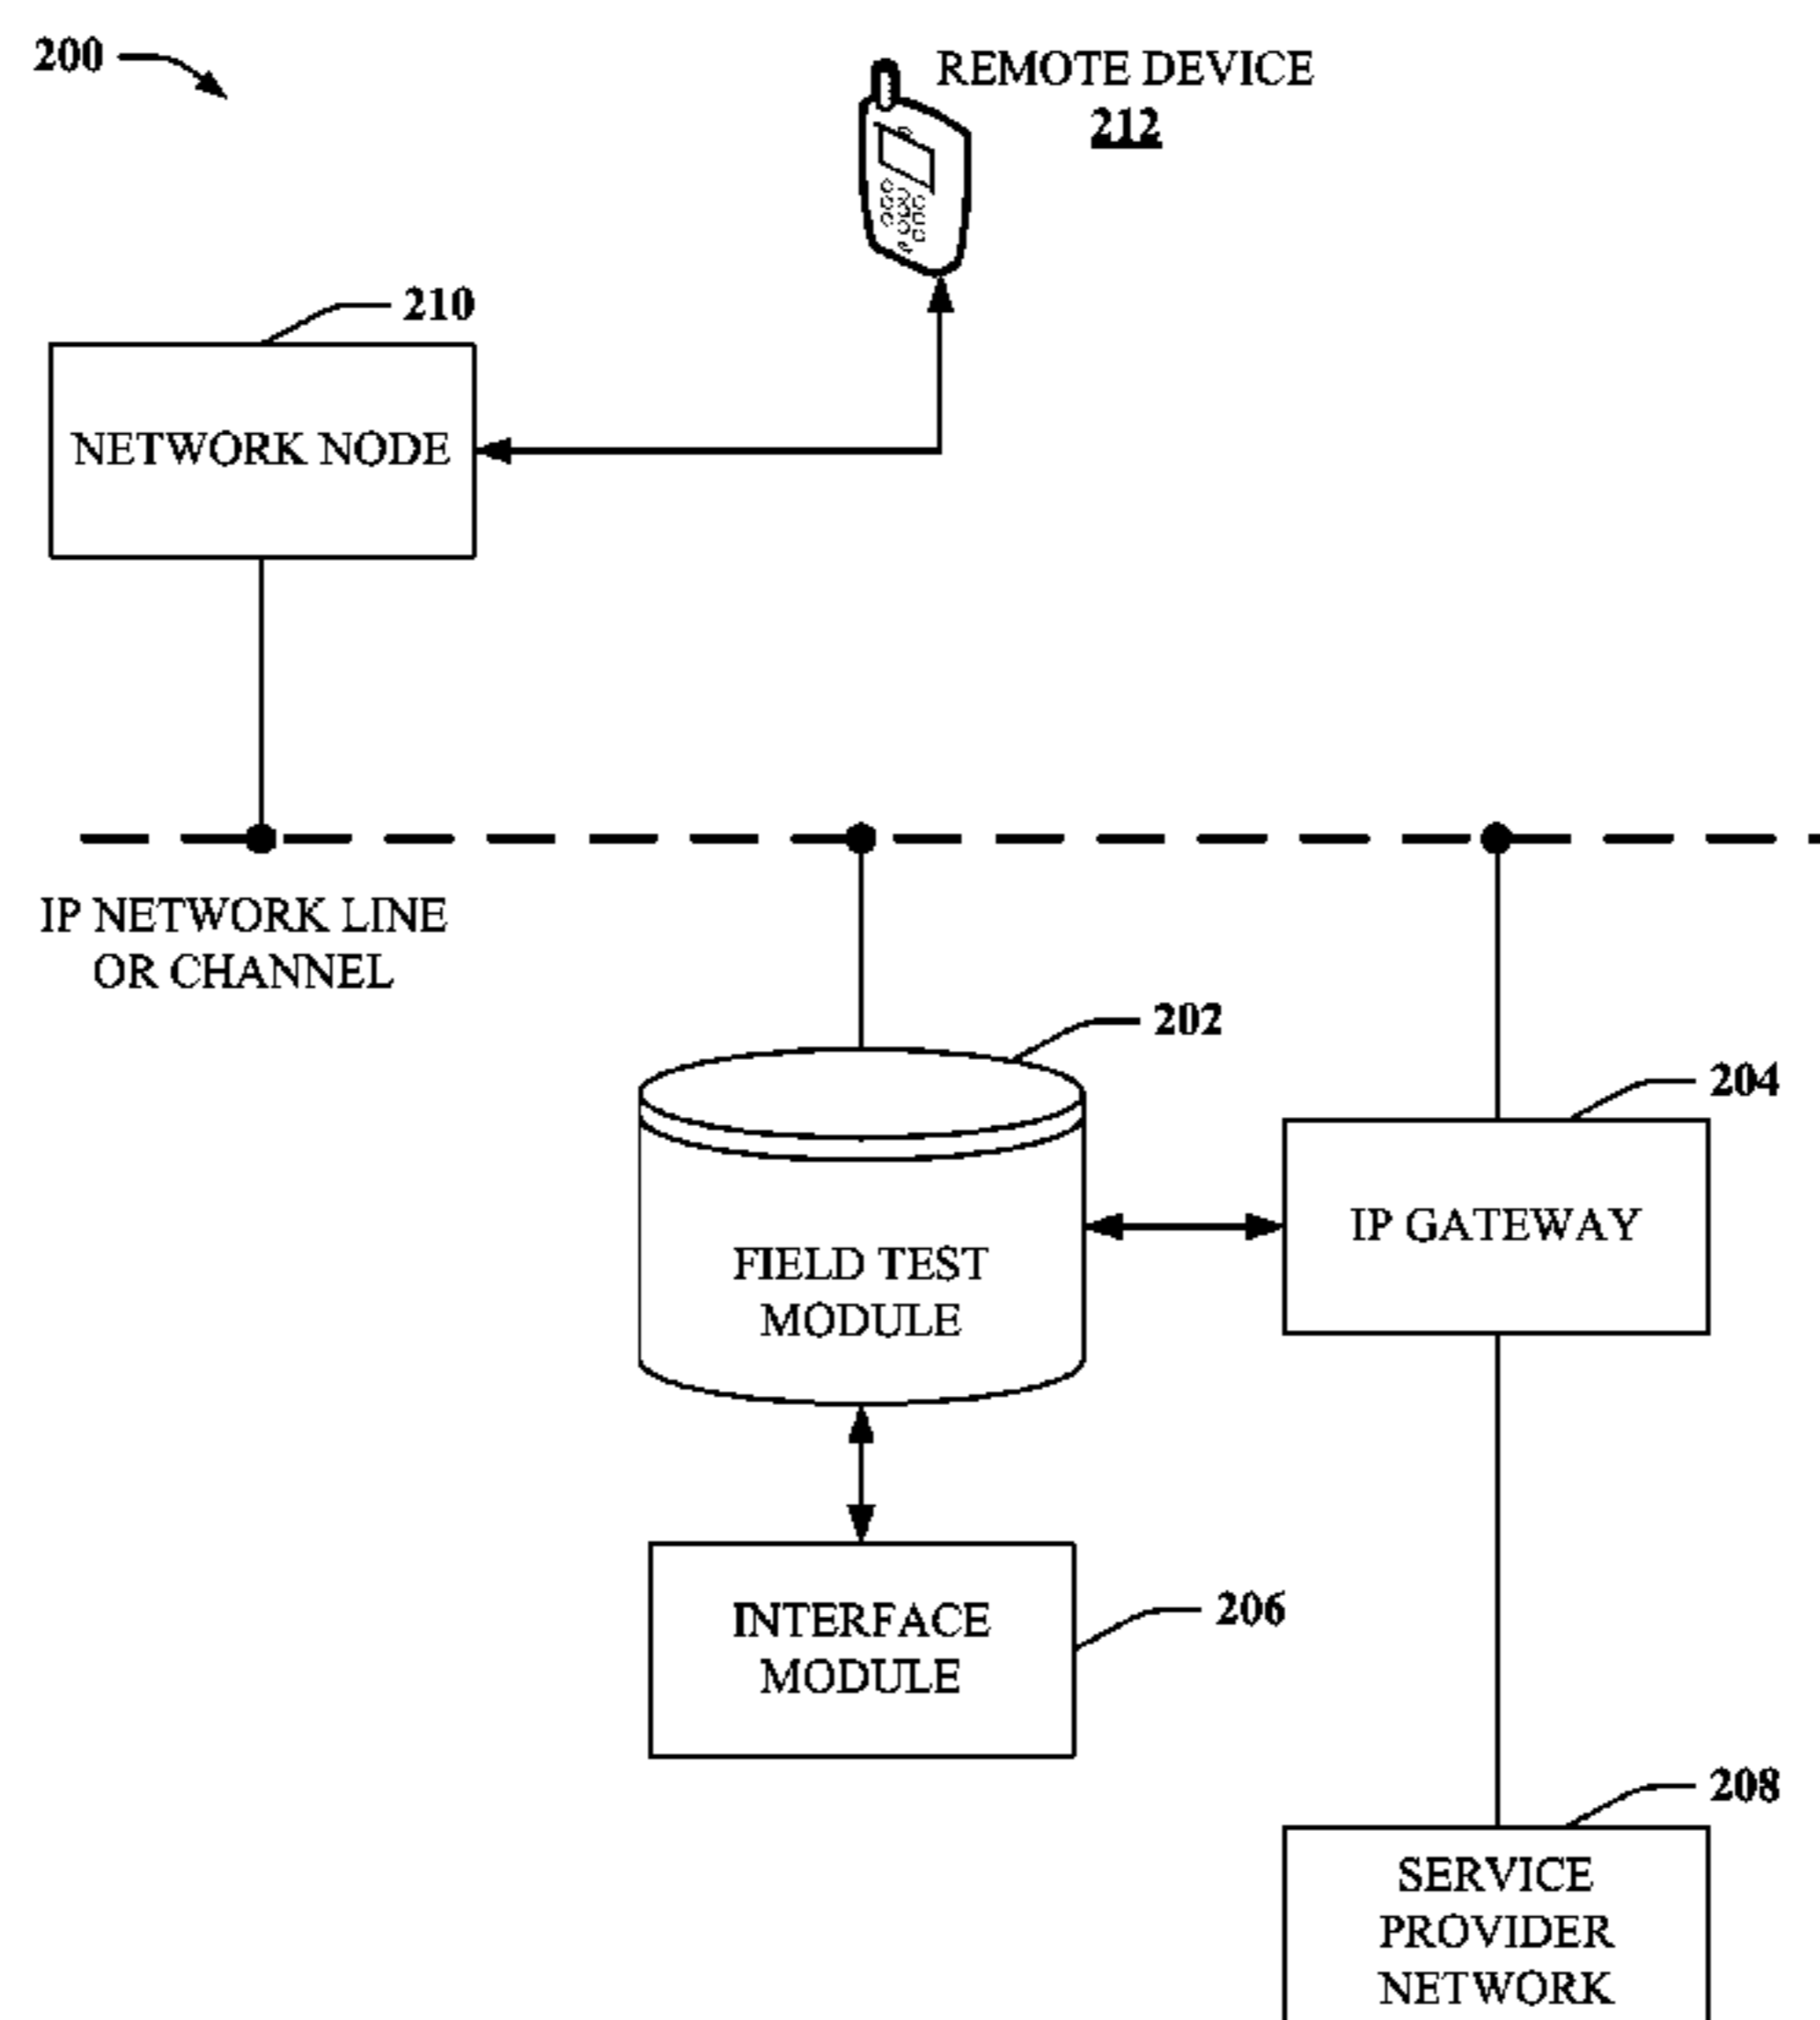 200
REMOTE DEVICE
212
210
NETWORK NODE
IP NETWORK LINE
OR CHANNEL
202
204
IP GATEWAY
FIELD TEST
MODULE
INTERFACE
MODULE
206
208
SERVICE
PROVIDER
NETWORK